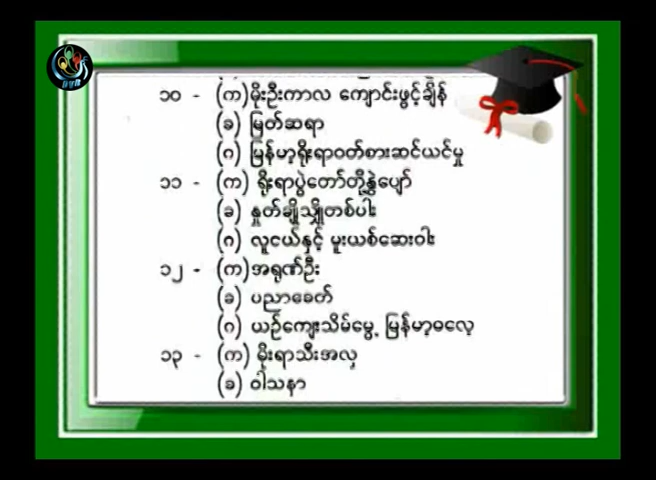 ၁၀ - (က)မိုးဦးကာလ ကျောင်းဖွင့်ချိန်
(ခ) မြတ်ဆရာ
(ဂ) မြန်မာ့ရိုးရာဝတ်စားဆင်ယင်မှု
၁၁ - (က) ရိုးရာပွဲတော်တို့နွှဲပျော်
(ခ) နှုတ်ချိုသျှိုတစ်ပါး
(ဂ) လူငယ်နှင့် မူးယစ်ဆေးဝါး
၁၂ - (က)အရုဏ်ဦး
(ခ) ပညာခေတ်
(ဂ) ယဉ်ကျေးသိမ်မွေ့ မြန်မာ့ဓလေ့
၁၃ - (က) မိုးရာသီးအလှ
(ခ) ဝါသနာ